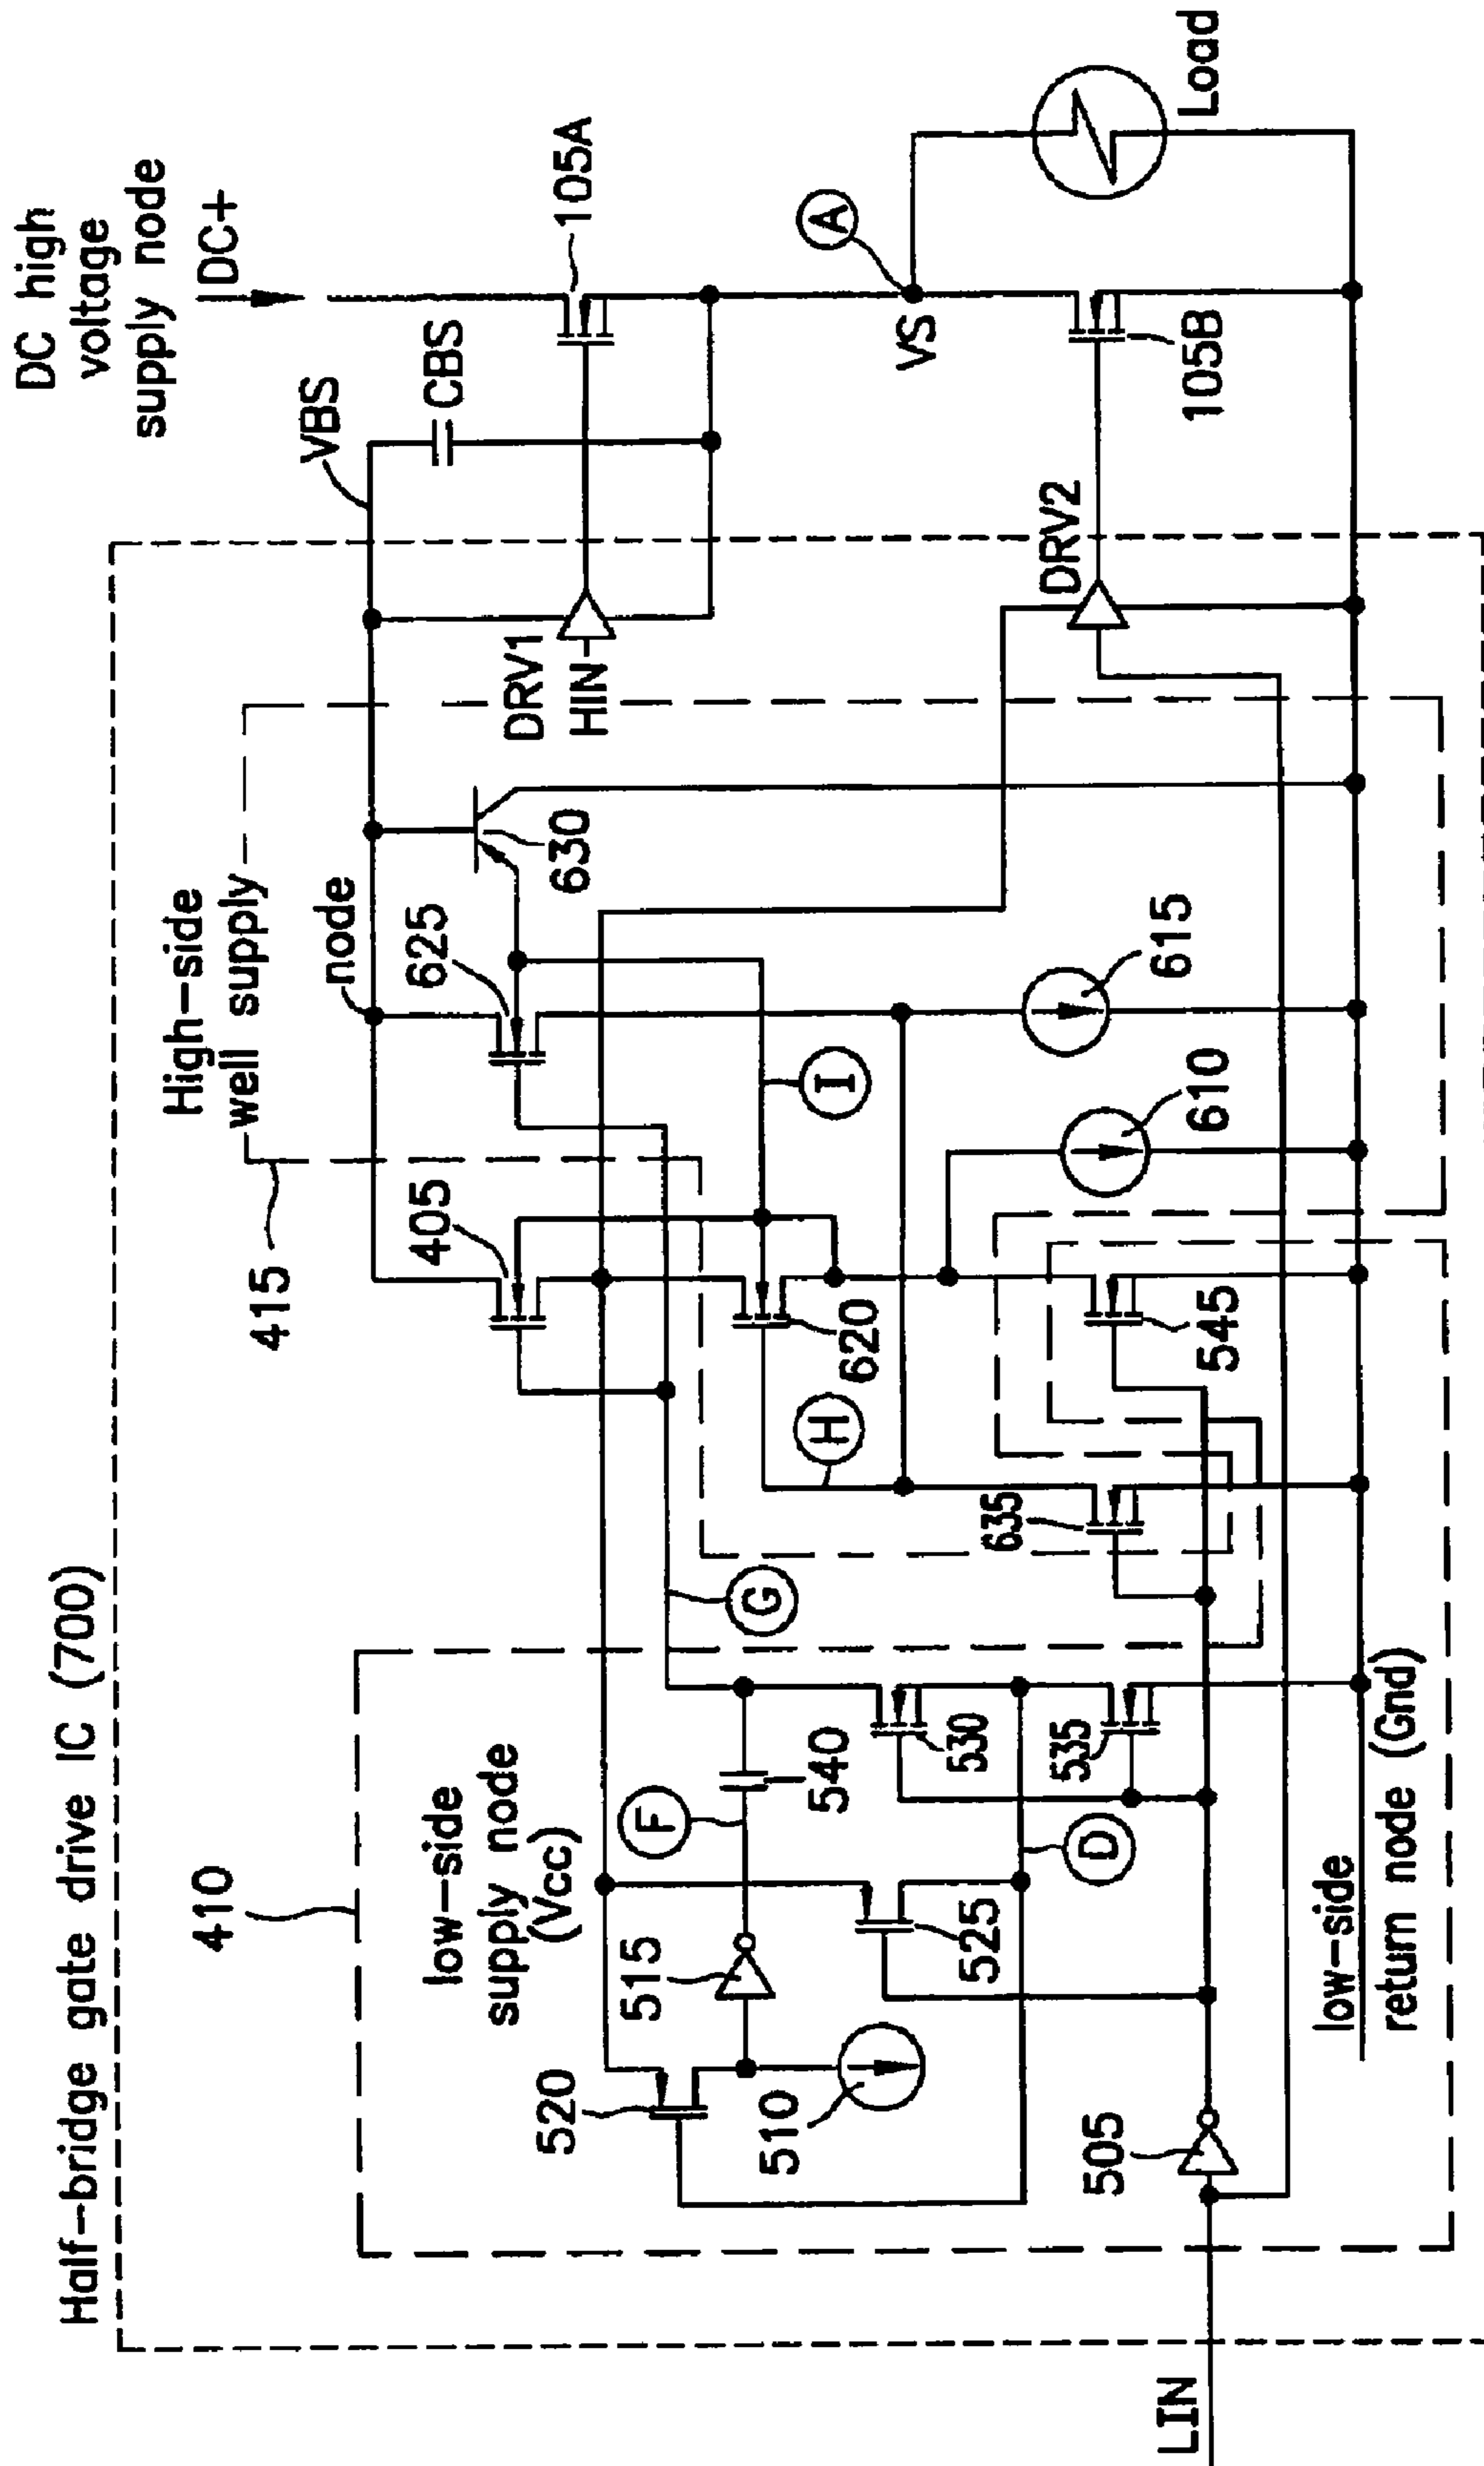 Half-bridge gate drive IC (700)
DC high
voltage
supply node
DC+
105A
VBS
CBS
High-side
well supply
node
415
405
625
630
DRV1
HIN
A
VS
Load
DRV2
105B
410
low-side
supply node
(Vcc)
F
G
H
I
D
520
515
510
540
525
530
535
635
620
545
610
615
505
low-side
return node (Gnd)
LIN